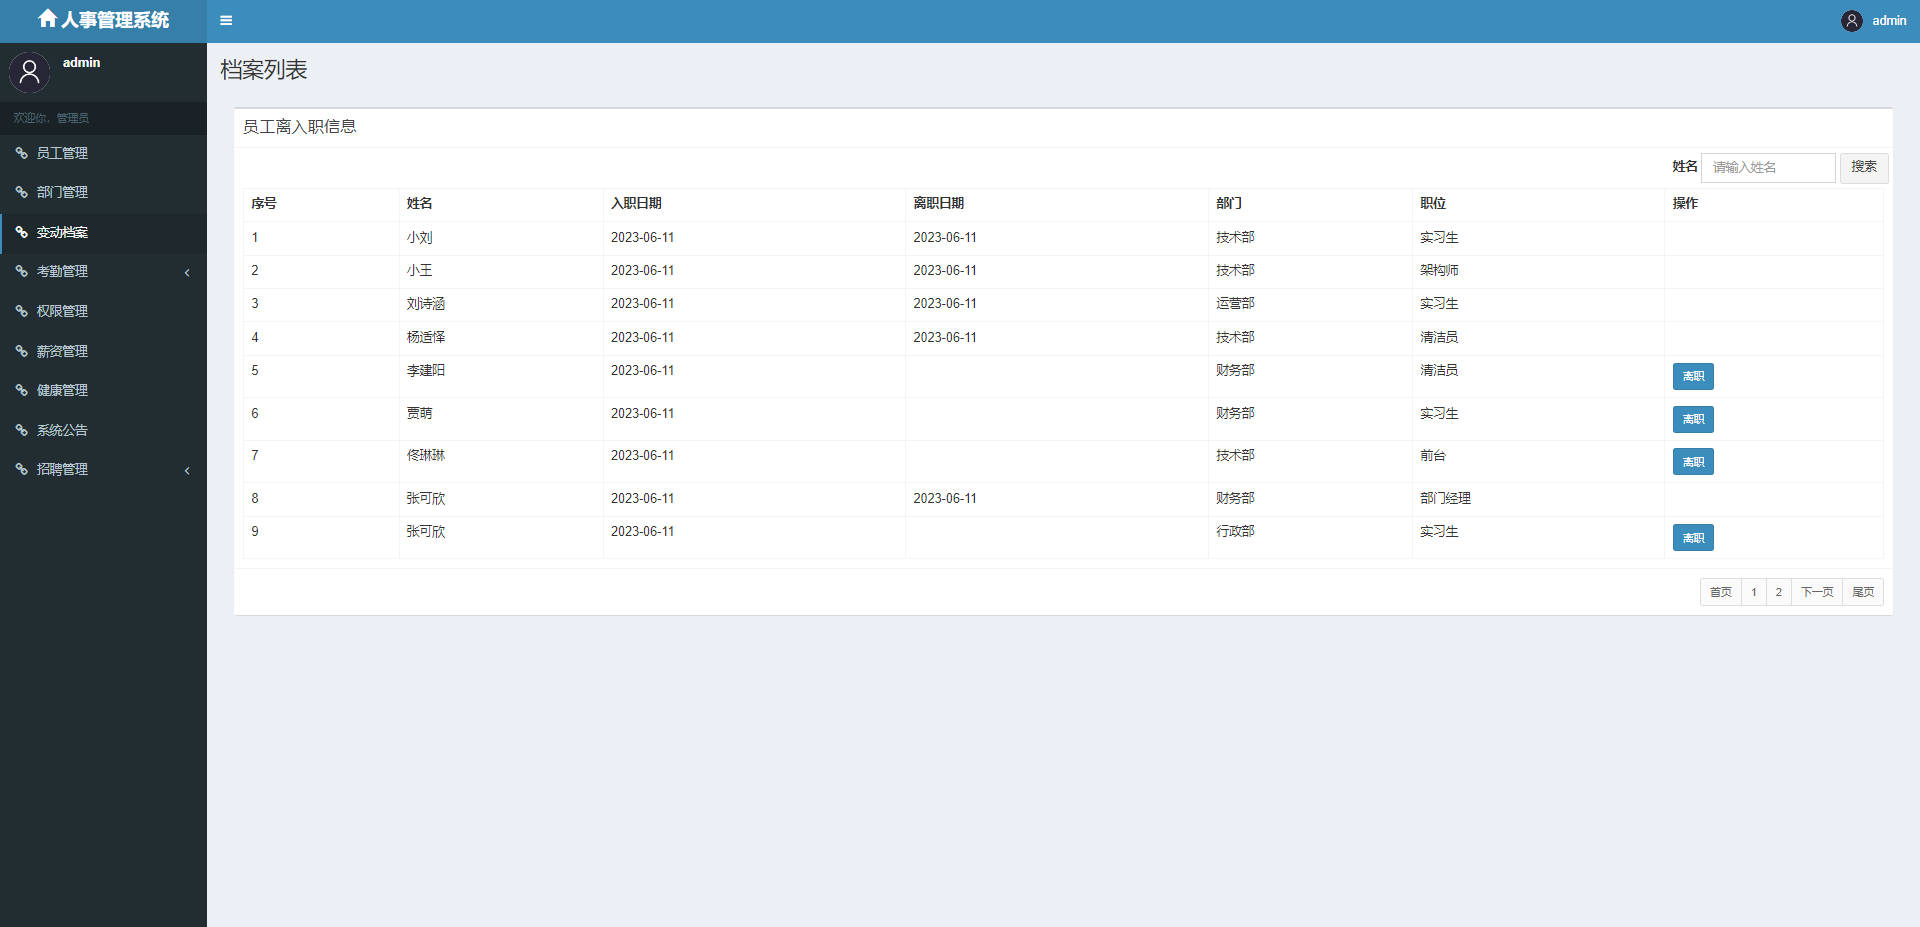 人事管理系统
admin
admin
欢迎你，管理员
员工管理
部门管理
变动档案
考勤管理
权限管理
薪资管理
健康管理
系统公告
招聘管理
档案列表
员工离入职信息
姓名 请输入姓名 搜索
序号 姓名 入职日期 离职日期 部门 职位 操作
1 小刘 2023-06-11 2023-06-11 技术部 实习生
2 小王 2023-06-11 2023-06-11 技术部 架构师
3 刘诗涵 2023-06-11 2023-06-11 运营部 实习生
4 杨适怿 2023-06-11 2023-06-11 技术部 清洁员
5 李建阳 2023-06-11 财务部 清洁员 离职
6 贾萌 2023-06-11 财务部 实习生 离职
7 佟琳琳 2023-06-11 技术部 前台 离职
8 张可欣 2023-06-11 2023-06-11 财务部 部门经理
9 张可欣 2023-06-11 行政部 实习生 离职
首页 1 2 下一页 尾页